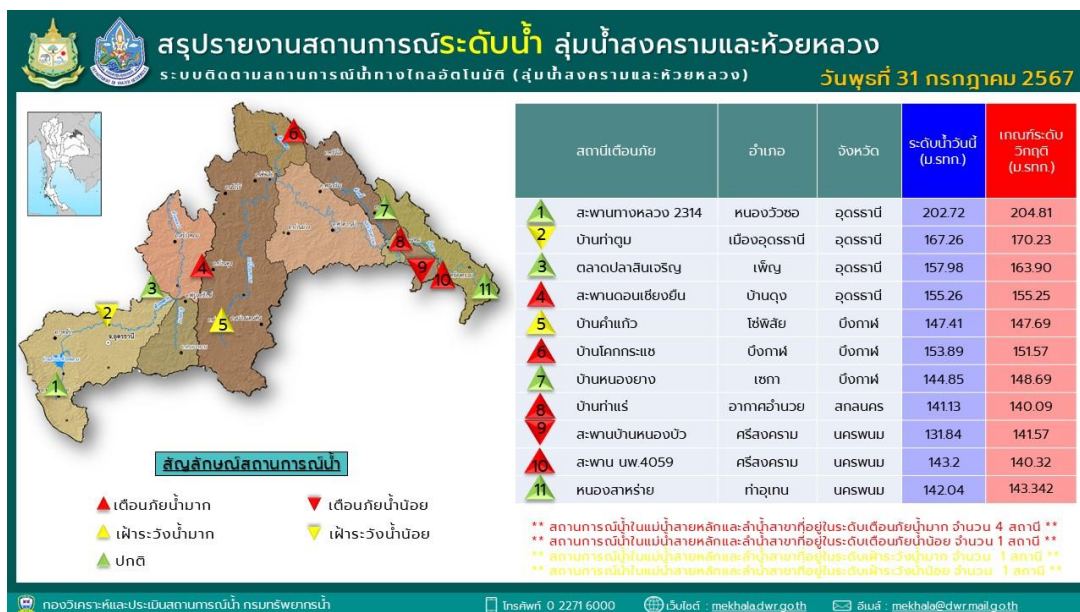 สรุปรายงานสถานการณ์ระดับน้ำ ลุ่มน้ำสงครามและห้วยหลวง
ระบบติดตามสถานการณ์น้ำทางไกลอัตโนมัติ (ลุ่มน้ำสงครามและห้วยหลวง)
วันพุธที่ 31 กรกฎาคม 2567
สถานีเตือนภัย อำเภอ จังหวัด ระดับน้ำวันนี้ (ม.รทก.) เกณฑ์ระดับวิกฤติ (ม.รทก.)
1 สะพานทางหลวง 2314 หนองวัวซอ อุดรธานี 202.72 204.81
2 บ้านท่าตูม เมืองอุดรธานี อุดรธานี 167.26 170.23
3 ตลาดปลาสินเจริญ เพ็ญ อุดรธานี 157.98 163.90
4 สะพานดอนเชียงยืน บ้านดุง อุดรธานี 155.26 155.25
5 บ้านคำแก้ว โซ่พิสัย บึงกาฬ 147.41 147.69
6 บ้านโคกกระแซ บึงกาฬ บึงกาฬ 153.89 151.57
7 บ้านหนองยาง เซกา บึงกาฬ 144.85 148.69
8 บ้านท่าแร่ อากาศอำนวย สกลนคร 141.13 140.09
9 สะพานบ้านหนองบัว ศรีสงคราม นครพนม 131.84 141.57
10 สะพาน นพ.4059 ศรีสงคราม นครพนม 143.2 140.32
11 หนองสาหร่าย ท่าอุเทน นครพนม 142.04 143.342
6
7
8
9
10
11
4
3
2
5
1
จ.อุดรธานี
สัญลักษณ์สถานการณ์น้ำ
เตือนภัยน้ำมาก เตือนภัยน้ำน้อย
เฝ้าระวังน้ำมาก เฝ้าระวังน้ำน้อย
ปกติ
** สถานการณ์น้ำในแม่น้ำสายหลักและลำน้ำสาขาที่อยู่ในระดับเตือนภัยน้ำมาก จำนวน 4 สถานี **
** สถานการณ์น้ำในแม่น้ำสายหลักและลำน้ำสาขาที่อยู่ในระดับเตือนภัยน้ำน้อย จำนวน 1 สถานี **
** สถานการณ์น้ำในแม่น้ำสายหลักและลำน้ำสาขาที่อยู่ในระดับเฝ้าระวังน้ำมาก จำนวน 1 สถานี **
** สถานการณ์น้ำในแม่น้ำสายหลักและลำน้ำสาขาที่อยู่ในระดับเฝ้าระวังน้ำน้อย จำนวน 1 สถานี **
กองวิเคราะห์และประเมินสถานการณ์น้ำ กรมทรัพยากรน้ำ โทรศัพท์ 0 2271 6000 เว็บไซต์ : mekhala.dwr.go.th อีเมล์ : mekhala@dwr.mail.go.th